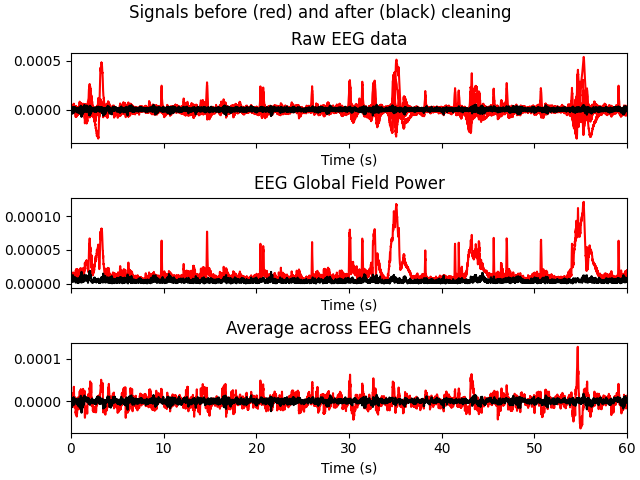 Signals before (red) and after (black) cleaning
Raw EEG data
0.0005
0.0000
Time (s)
EEG Global Field Power
0.00010
0.00005
0.00000
Time (s)
Average across EEG channels
0.0001
0.0000
0 10 20 30 40 50 60
Time (s)